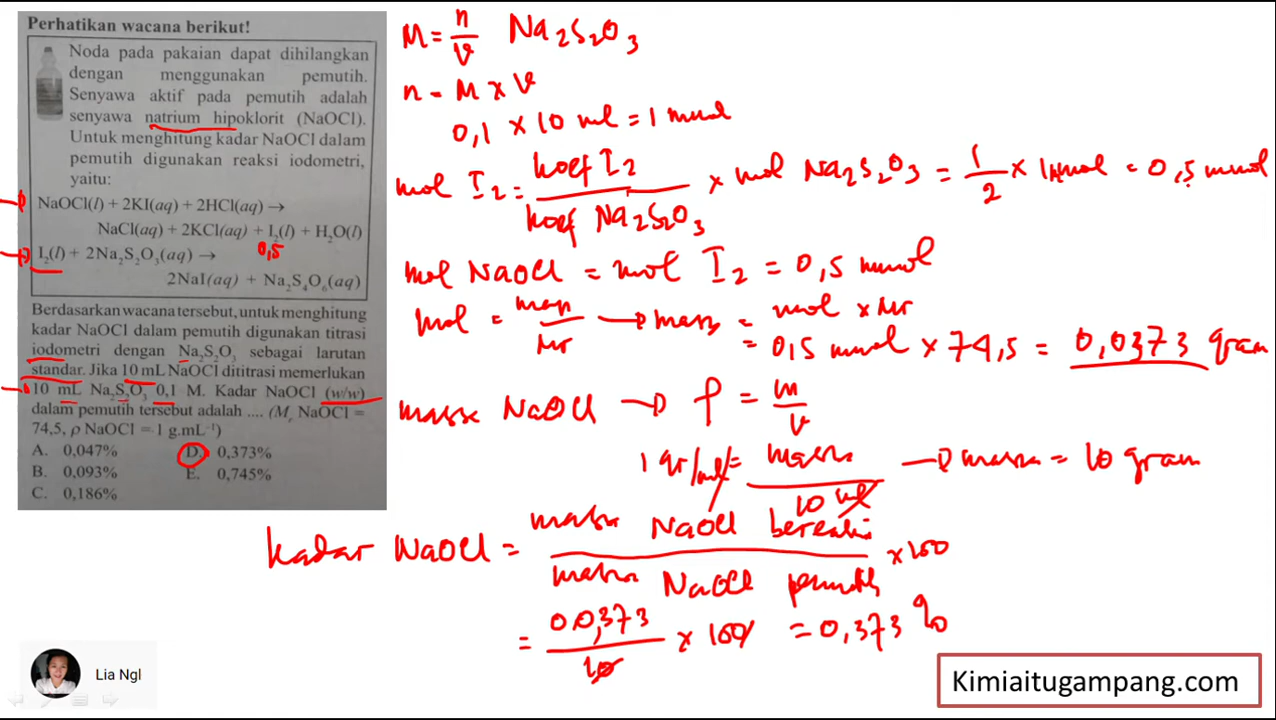 Perhatikan wacana berikut!
Noda pada pakaian dapat dihilangkan
dengan menggunakan pemutih.
Senyawa aktif pada pemutih adalah
senyawa natrium hipoklorit (NaOCl).
Untuk menghitung kadar NaOCl dalam
pemutih digunakan reaksi iodometri,
yaitu:
NaOCl(l) + 2KI(aq) + 2HCl(aq) →
NaCl(aq) + 2KCl(aq) + I₂(l) + H₂O(l)
0,5
I₂(l) + 2Na₂S₂O₃(aq) →
2NaI(aq) + Na₂S₄O₆(aq)
Berdasarkan wacana tersebut, untuk menghitung
kadar NaOCl dalam pemutih digunakan titrasi
iodometri dengan Na₂S₂O₃ sebagai larutan
standar. Jika 10 mL NaOCl dititrasi memerlukan
10 mL Na₂S₂O₃ 0,1 M. Kadar NaOCl (w/w)
dalam pemutih tersebut adalah .... (Mr NaOCl =
74,5, ρ NaOCl = 1 g.mL⁻¹)
A. 0,047% D. 0,373%
B. 0,093% E. 0,745%
C. 0,186%
M = n/V Na₂S₂O₃
n = M x V
0,1 x 10 ml = 1 mmol
mol I₂ = koef I₂ / koef Na₂S₂O₃ x mol Na₂S₂O₃ = 1/2 x 1 mmol = 0,5 mmol
mol NaOCl = mol I₂ = 0,5 mmol
mol = mass/Mr → mass = mol x Mr
= 0,5 mmol x 74,5 = 0,0373 gram
massa NaOCl → ρ = m/V
1 gr/ml = massa / 10 ml → massa = 10 gram
kadar NaOCl = massa NaOCl bereaksi / massa NaOCl pemutih x 100
= 0,0373 / 10 x 100% = 0,373 %
Lia Ngl
Kimiaitugampang.com